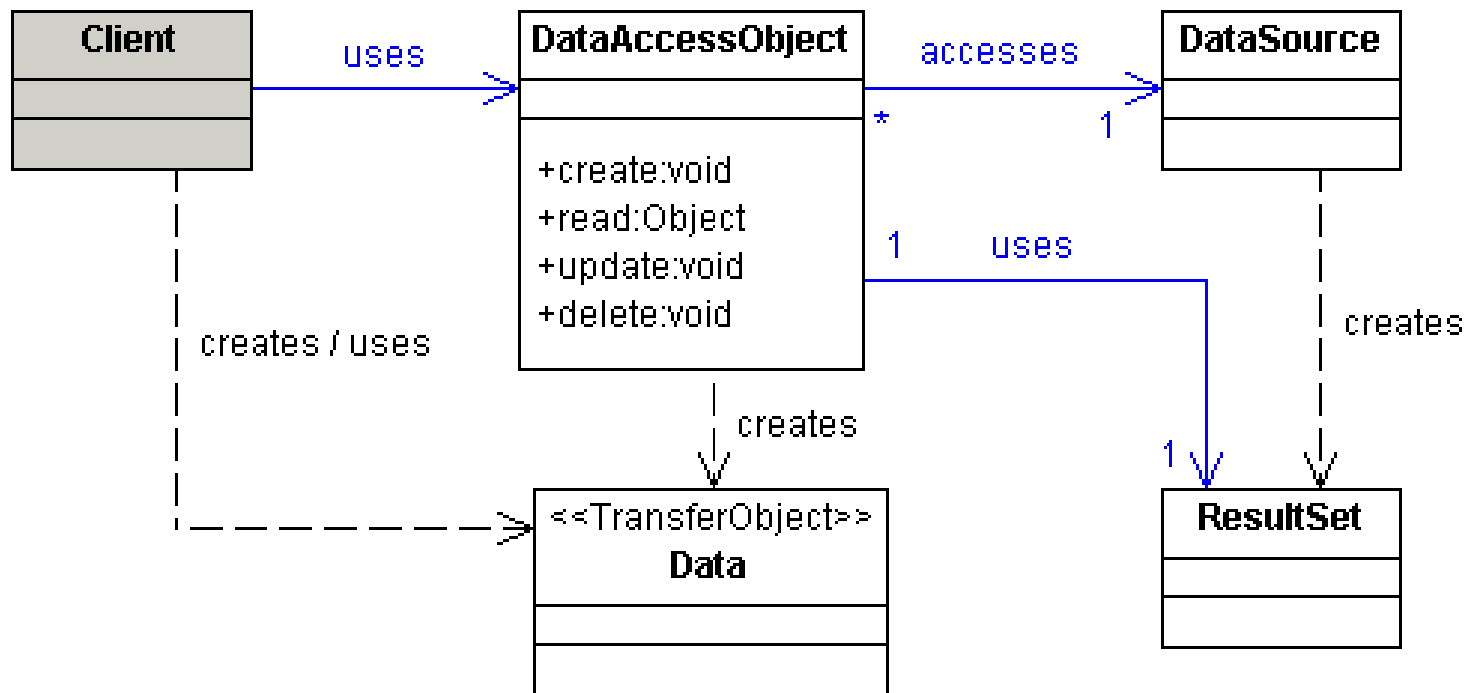 Client
uses
DataAccessObject
accesses
DataSource
*
1
+create:void
+read:Object
+update:void
+delete:void
1
uses
creates / uses
creates
creates
1
<<TransferObject>>
Data
ResultSet